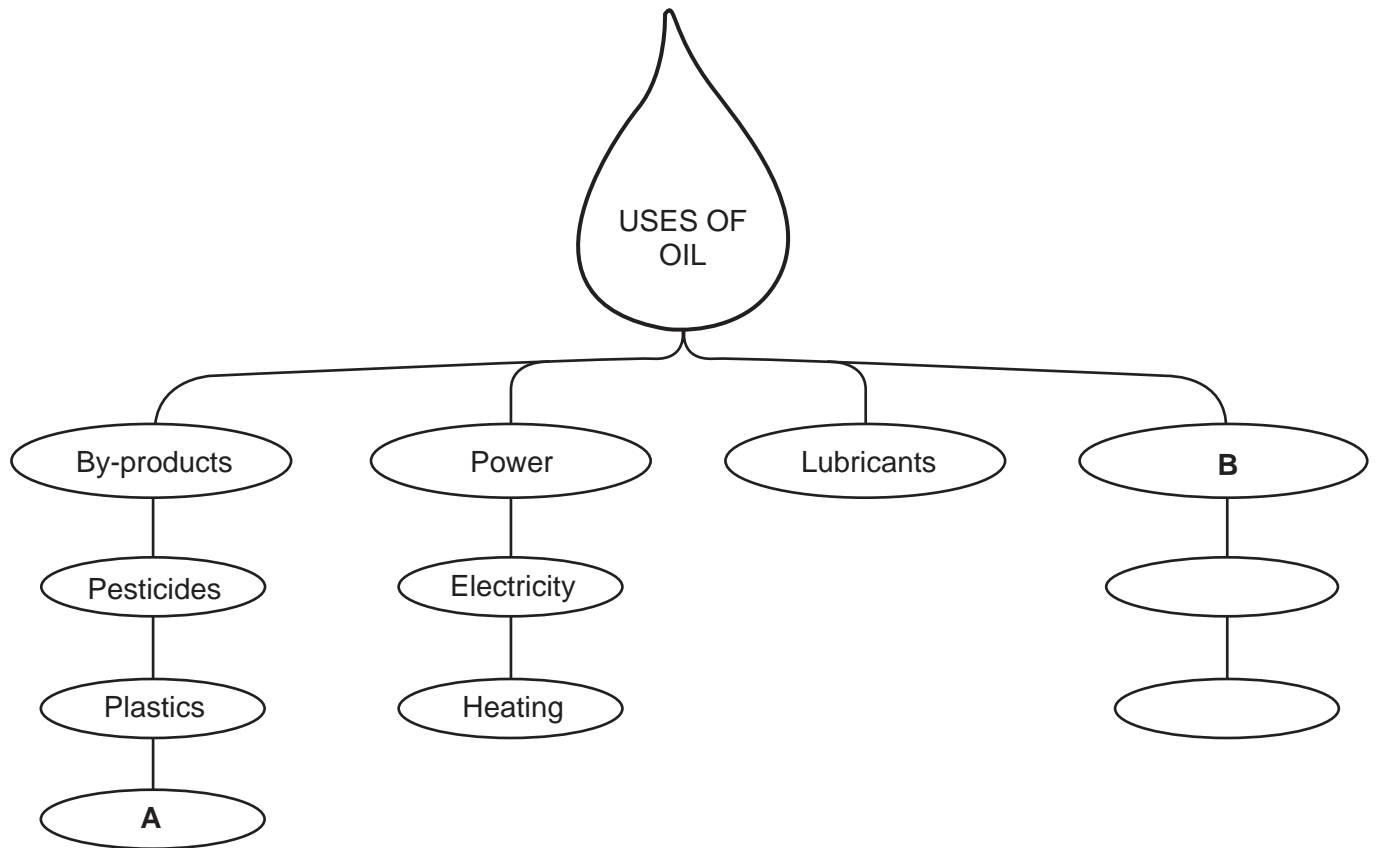 USES OF
OIL
By-products
Power
Lubricants
B
Pesticides
Electricity
Plastics
Heating
A